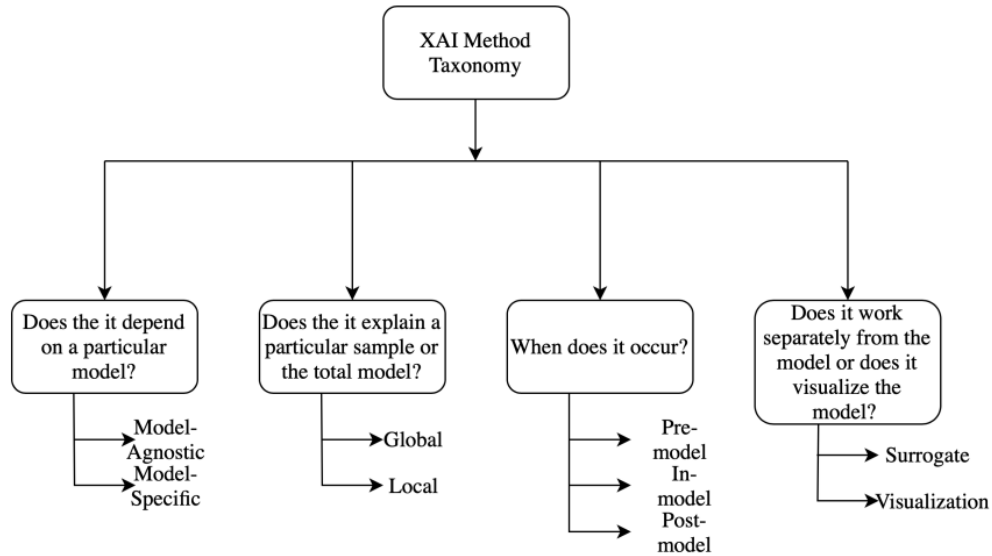 XAI Method
Taxonomy
Does the it depend
on a particular
model?
Model-
Agnostic
Model-
Specific
Does the it explain a
particular sample or
the total model?
Global
Local
When does it occur?
Pre-
model
In-
model
Post-
model
Does it work
separately from the
model or does it
visualize the
model?
Surrogate
Visualization